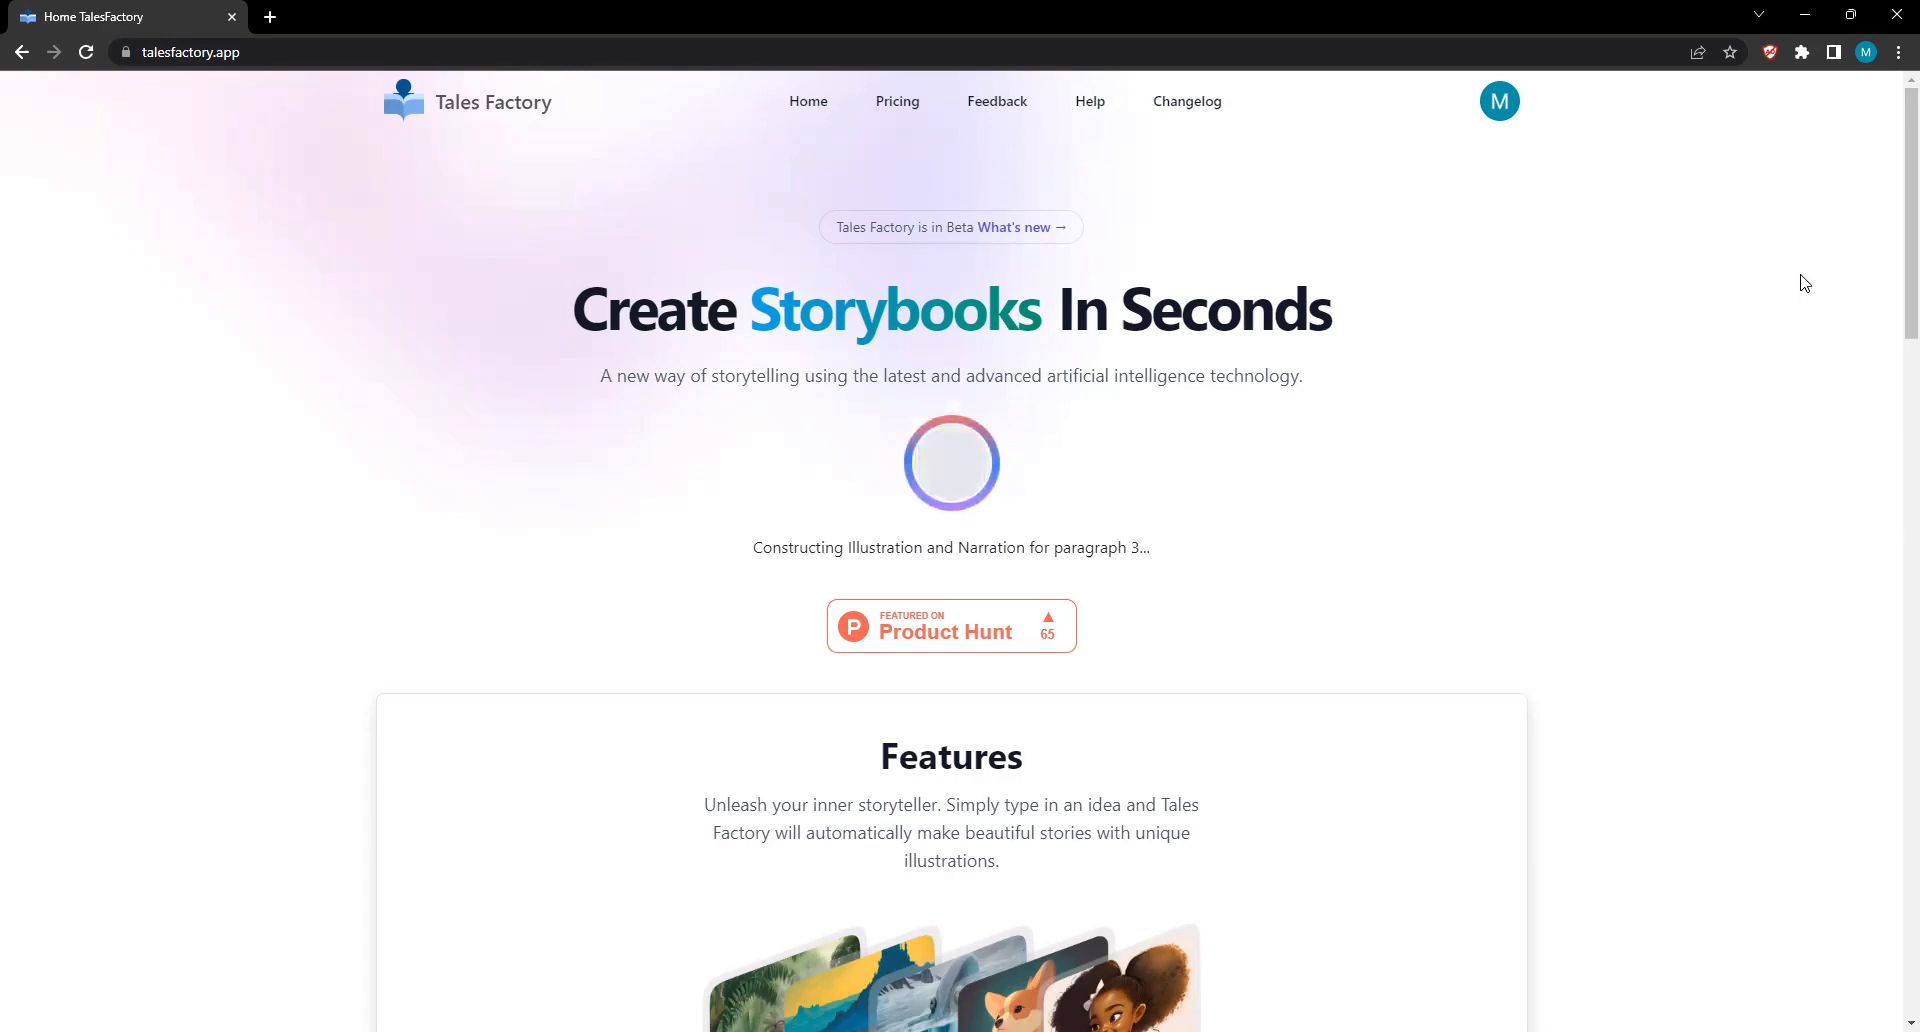 Home TalesFactory
talesfactory.app
M
Tales Factory
Home
Pricing
Feedback
Help
Changelog
M
Tales Factory is in Beta What's new →
Create Storybooks In Seconds
A new way of storytelling using the latest and advanced artificial intelligence technology.
Constructing Illustration and Narration for paragraph 3...
P
FEATURED ON
Product Hunt
▲
65
Features
Unleash your inner storyteller. Simply type in an idea and Tales
Factory will automatically make beautiful stories with unique
illustrations.